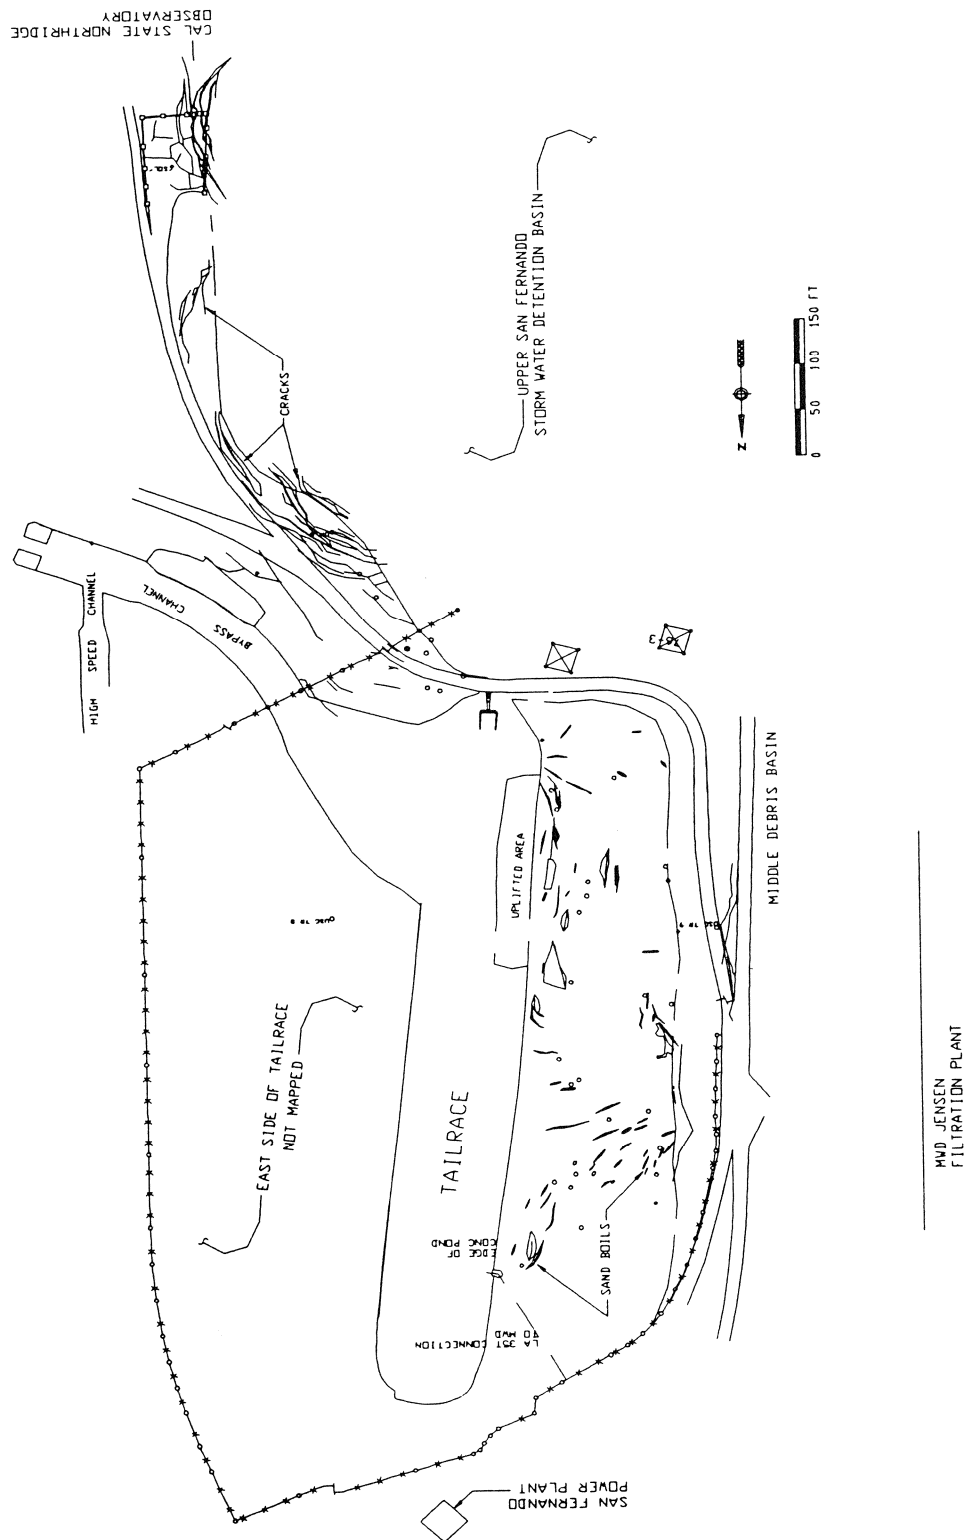 CAL STATE NORTHRIDGE
OBSERVATORY
UPPER SAN FERNANDO
STORM WATER DETENTION BASIN
CRACKS
N
0 50 100 150 FT
HIGH SPEED CHANNEL
BYPASS CHANNEL
MIDDLE DEBRIS BASIN
UPLIFTED AREA
EAST SIDE OF TAILRACE
NOT MAPPED
TAILRACE
EDGE OF
CONC POND
SAND BOILS
LA 35T CONNECTION
TO MWD
MWD JENSEN
FILTRATION PLANT
SAN FERNANDO
POWER PLANT